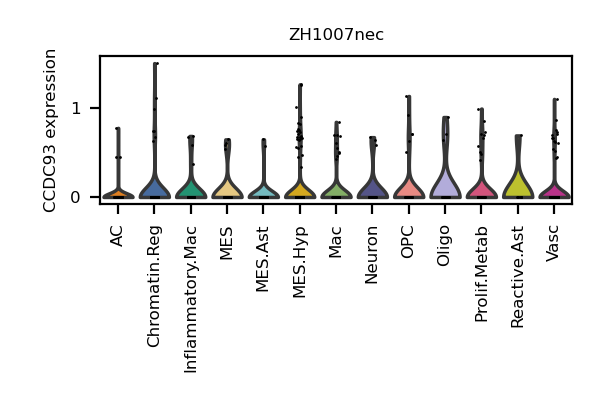 ZH1007nec
CCDC93 expression
1
0
AC
Chromatin.Reg
Inflammatory.Mac
MES
MES.Ast
MES.Hyp
Mac
Neuron
OPC
Oligo
Prolif.Metab
Reactive.Ast
Vasc